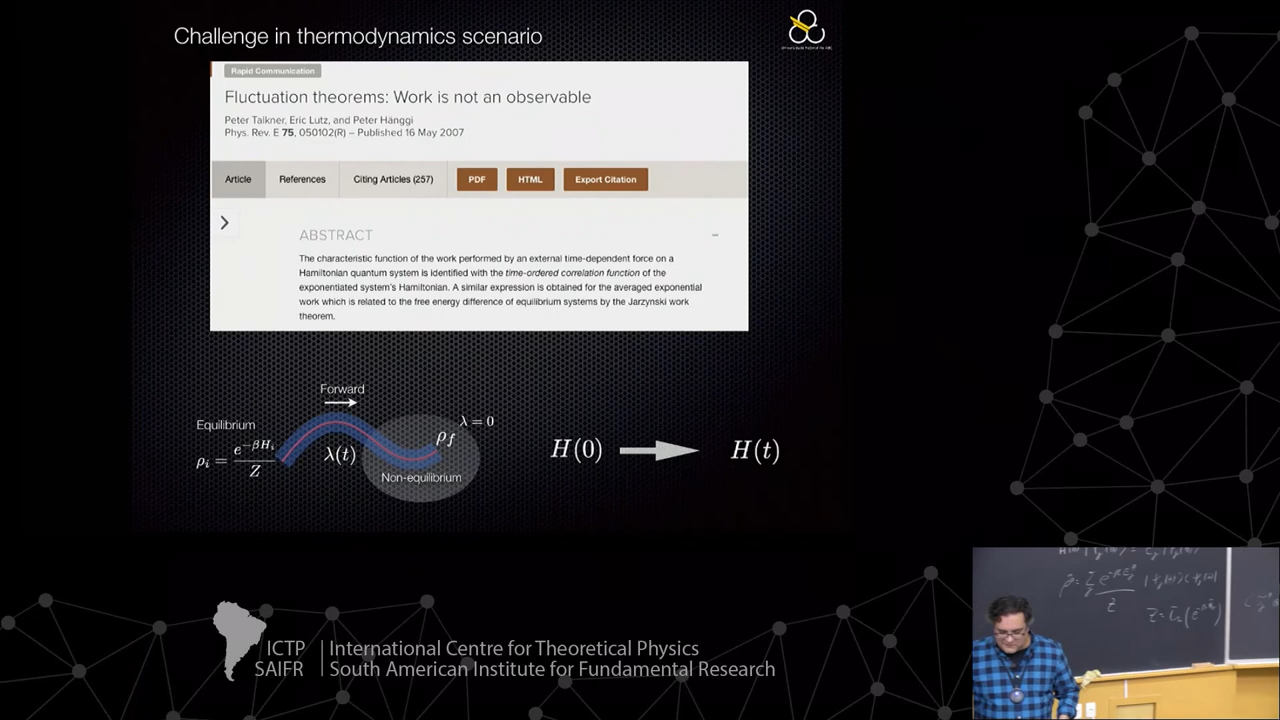 Challenge in thermodynamics scenario
Rapid Communication
Fluctuation theorems: Work is not an observable
Peter Talkner, Eric Lutz, and Peter Hänggi
Phys. Rev. E 75, 050102(R) – Published 16 May 2007
Article References Citing Articles (257) PDF HTML Export Citation
ABSTRACT
The characteristic function of the work performed by an external time-dependent force on a
Hamiltonian quantum system is identified with the time-ordered correlation function of the
exponentiated system's Hamiltonian. A similar expression is obtained for the averaged exponential
work which is related to the free energy difference of equilibrium systems by the Jarzynski work
theorem.
Forward
Equilibrium
λ = 0
ρ_i = e^{-βH_i} / Z
λ(t)
ρ_f
Non-equilibrium
H(0)
H(t)
ICTP
SAIFR
International Centre for Theoretical Physics
South American Institute for Fundamental Research